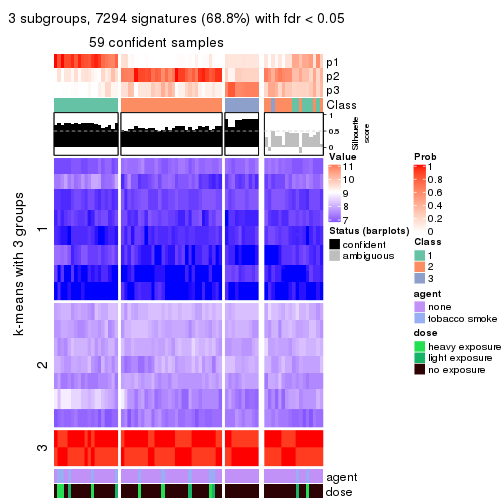 3 subgroups, 7294 signatures (68.8%) with fdr < 0.05
59 confident samples
p1
p2
p3
Class
1
0.5
0
Silhouette
score
k-means with 3 groups
1
2
3
agent
dose
Value
11
10
9
8
7
Status (barplots)
confident
ambiguous
Prob
1
0.8
0.6
0.4
0.2
0
Class
1
2
3
agent
none
tobacco smoke
dose
heavy exposure
light exposure
no exposure